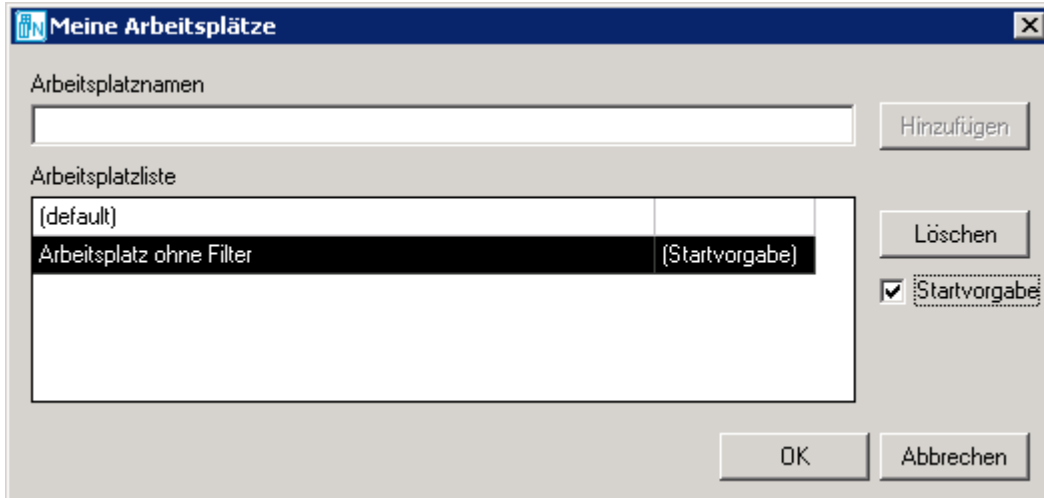 N Meine Arbeitsplätze
Arbeitsplatznamen
Hinzufügen
Arbeitsplatzliste
(default)
Arbeitsplatz ohne Filter (Startvorgabe)
Löschen
Startvorgabe
OK Abbrechen